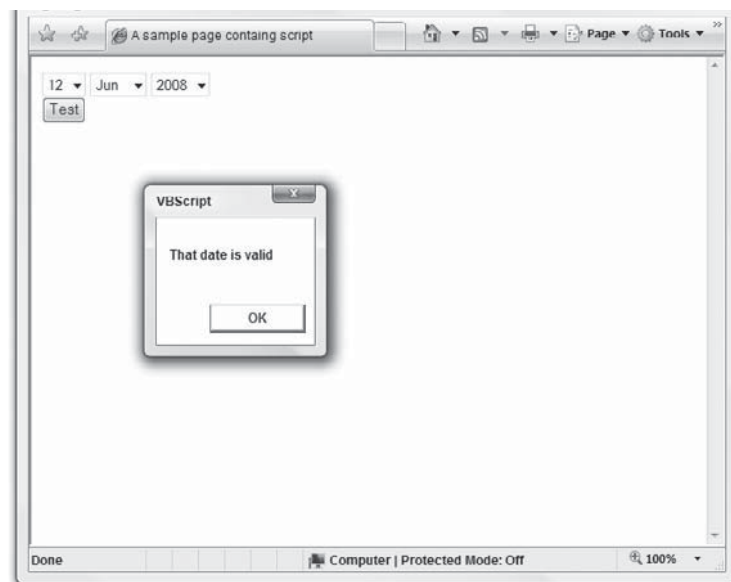 A sample page containg script
Page Tools
12 Jun 2008
Test
VBScript
That date is valid
OK
Done Computer | Protected Mode: Off 100%